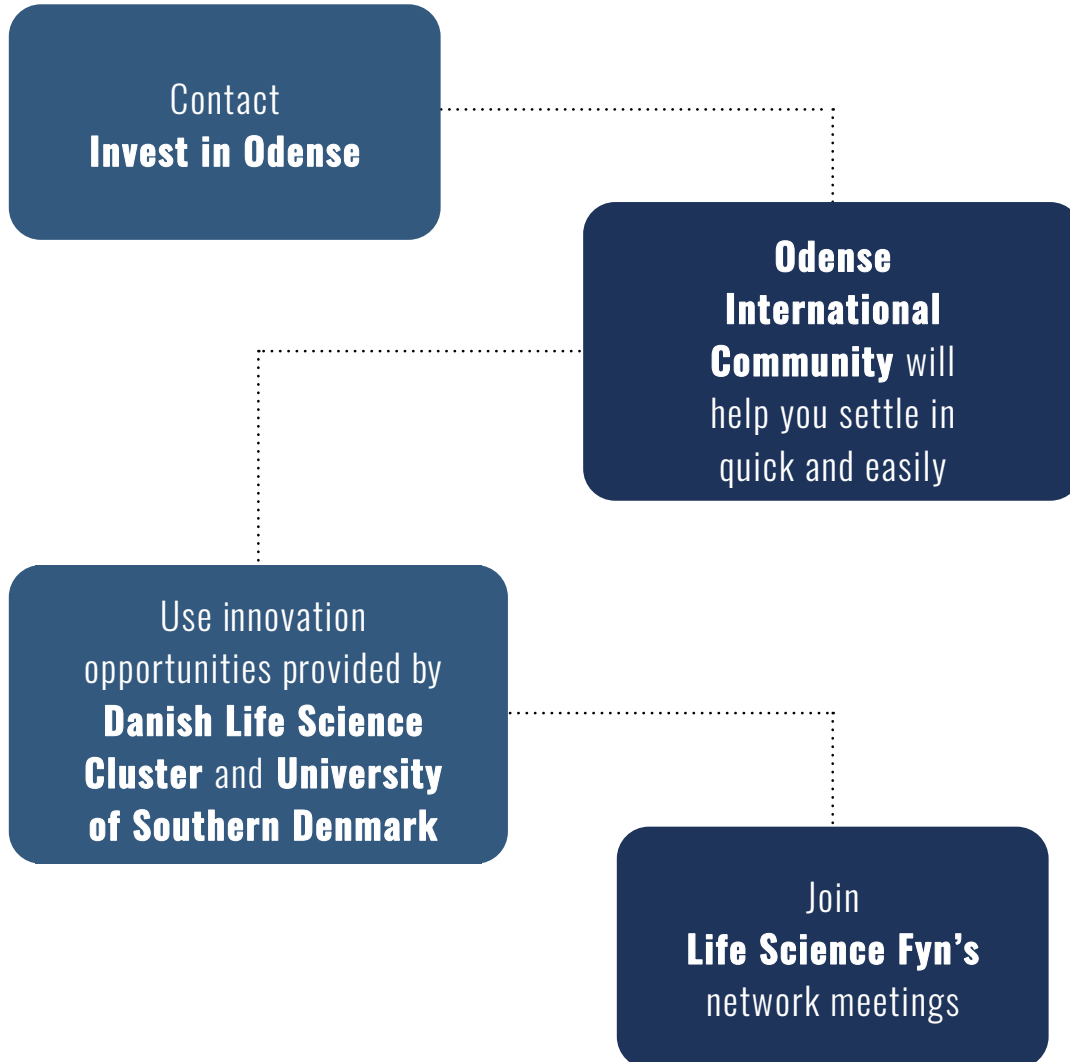 Contact
Invest in Odense
Odense
International
Community will
help you settle in
quick and easily
Use innovation
opportunities provided by
Danish Life Science
Cluster and University
of Southern Denmark
Join
Life Science Fyn’s
network meetings